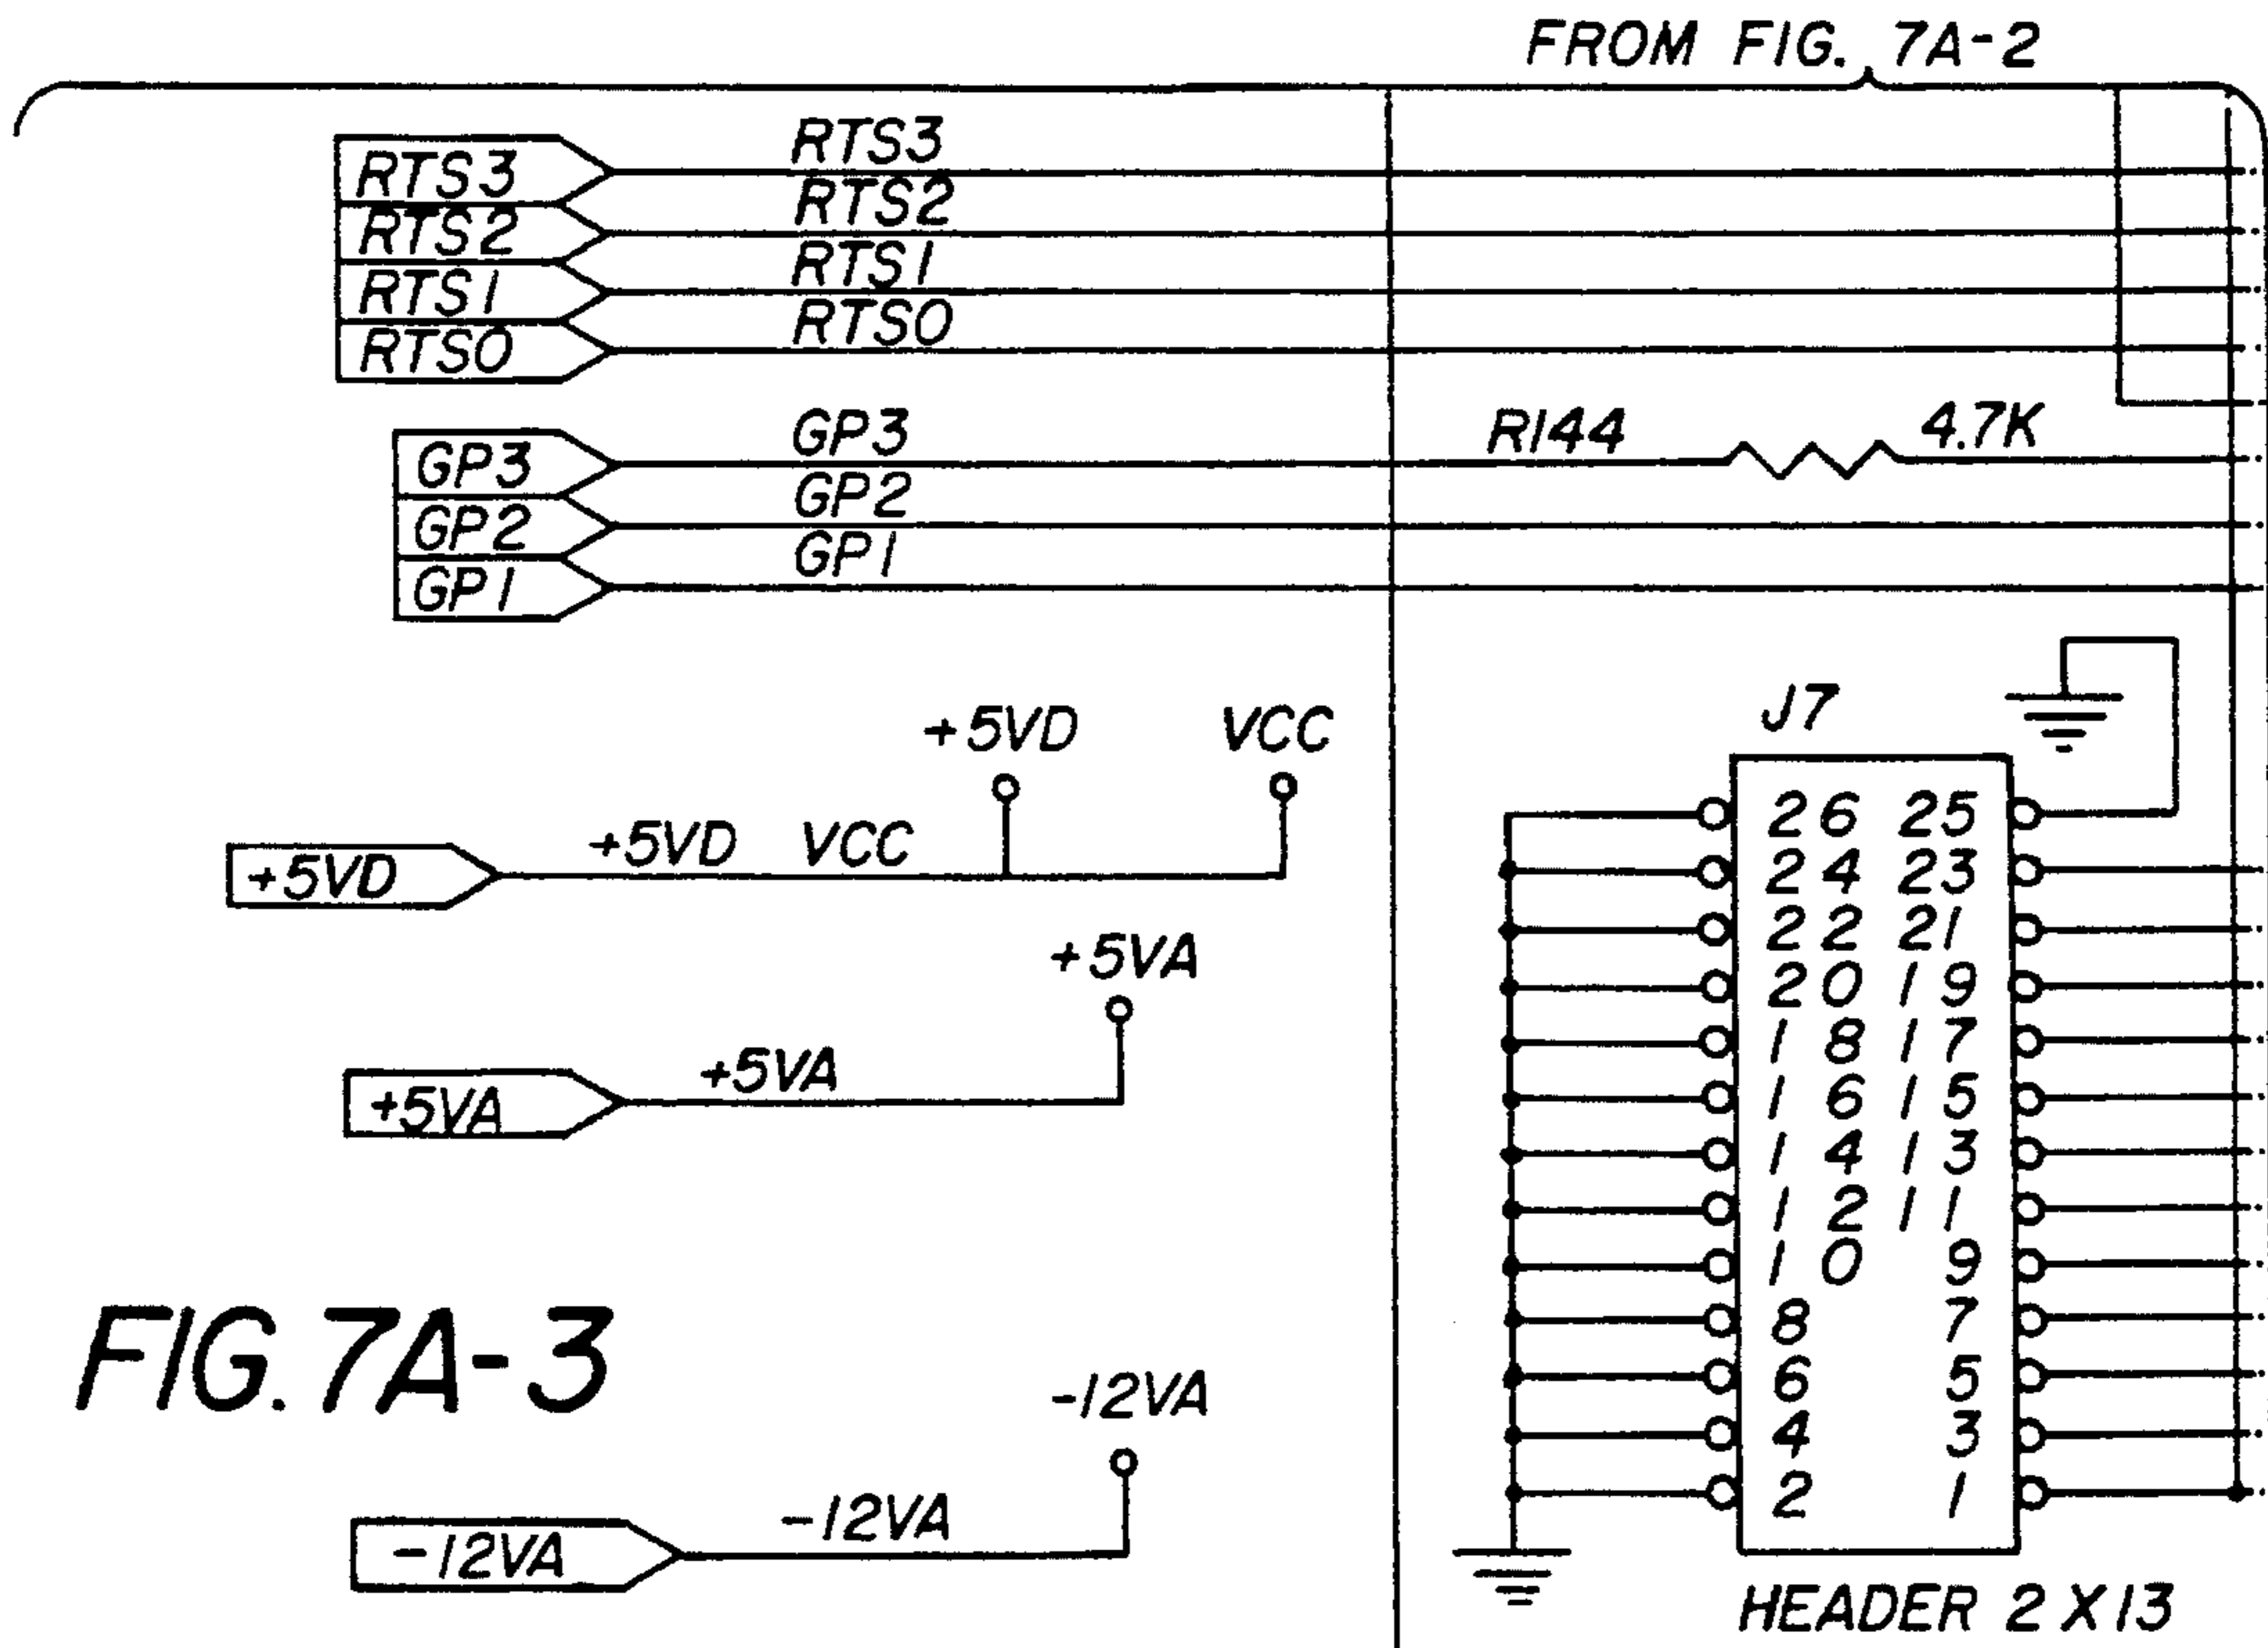 FROM FIG. 7A-2
RTS3
RTS3
RTS2
RTS2
RTS1
RTS1
RTS0
RTS0
GP3
GP3
R144
4.7K
GP2
GP2
GP1
GP1
+5VD
VCC
+5VD
+5VD
VCC
+5VA
+5VA
+5VA
-12VA
-12VA
-12VA
J7
26 25
24 23
22 21
20 19
18 17
16 15
14 13
12 11
10 9
8 7
6 5
4 3
2 1
HEADER 2X13
FIG. 7A-3